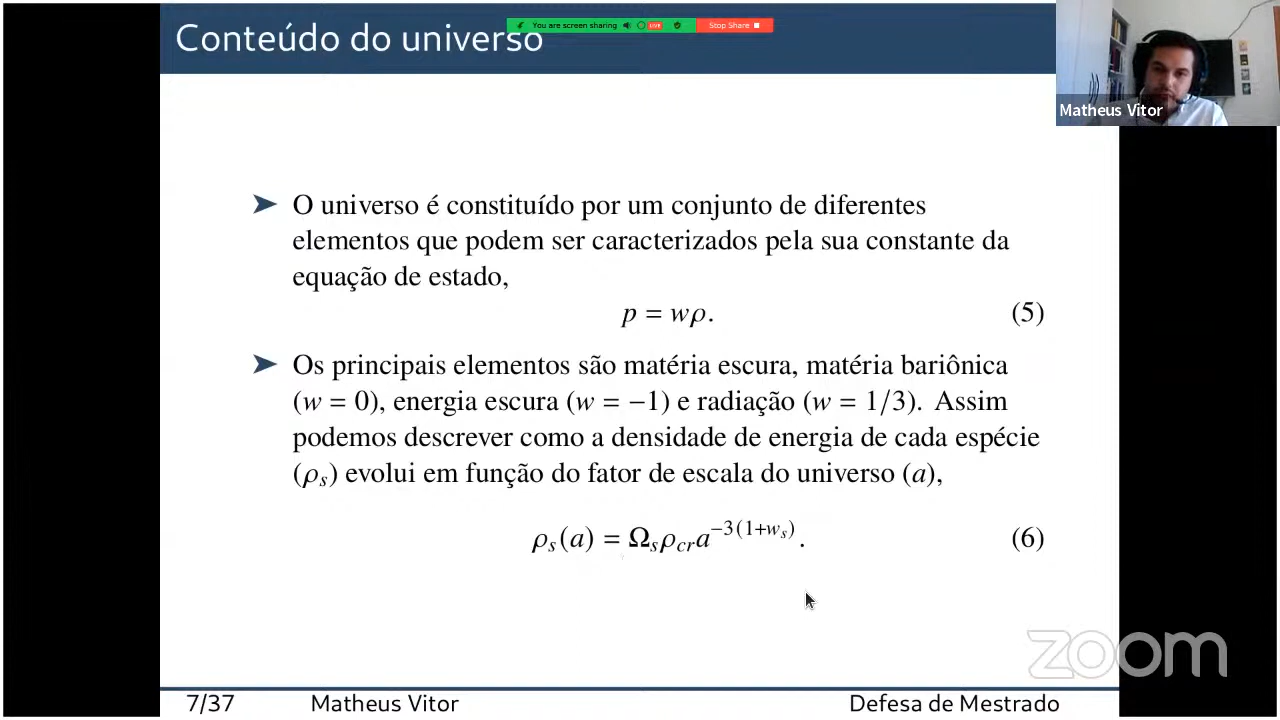 You are screen sharing LIVE Stop Share
Conteúdo do universo
Matheus Vitor
➤ O universo é constituído por um conjunto de diferentes
elementos que podem ser caracterizados pela sua constante da
equação de estado,
p = wρ. (5)
➤ Os principais elementos são matéria escura, matéria bariônica
(w = 0), energia escura (w = −1) e radiação (w = 1/3). Assim
podemos descrever como a densidade de energia de cada espécie
(ρₛ) evolui em função do fator de escala do universo (a),
ρₛ(a) = Ωₛρ_{cr}a^{−3(1+wₛ)}. (6)
zoom
7/37 Matheus Vitor Defesa de Mestrado